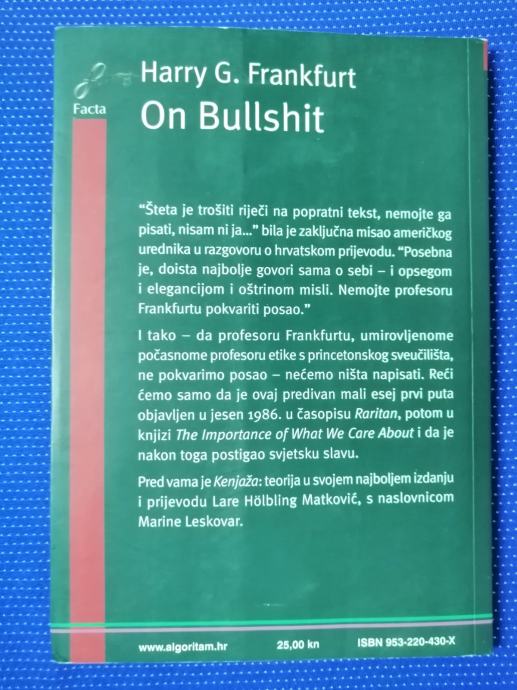 Facta
Harry G. Frankfurt
On Bullshit
“Šteta je trošiti riječi na popratni tekst, nemojte ga
pisati, nisam ni ja...” bila je zaključna misao američkog
urednika u razgovoru o hrvatskom prijevodu. “Posebna
je, doista najbolje govori sama o sebi – i opsegom
i elegancijom i oštrinom misli. Nemojte profesoru
Frankfurtu pokvariti posao.”
I tako – da profesoru Frankfurtu, umirovljenome
počasnome profesoru etike s princetonskog sveučilišta,
ne pokvarimo posao – nećemo ništa napisati. Reći
ćemo samo da je ovaj predivan mali esej prvi puta
objavljen u jesen 1986. u časopisu Raritan, potom u
knjizi The Importance of What We Care About i da je
nakon toga postigao svjetsku slavu.
Pred vama je Kenjaža: teorija u svojem najboljem izdanju
i prijevodu Lare Hölbling Matković, s naslovnicom
Marine Leskovar.
www.algoritam.hr 25,00 kn ISBN 953-220-430-X